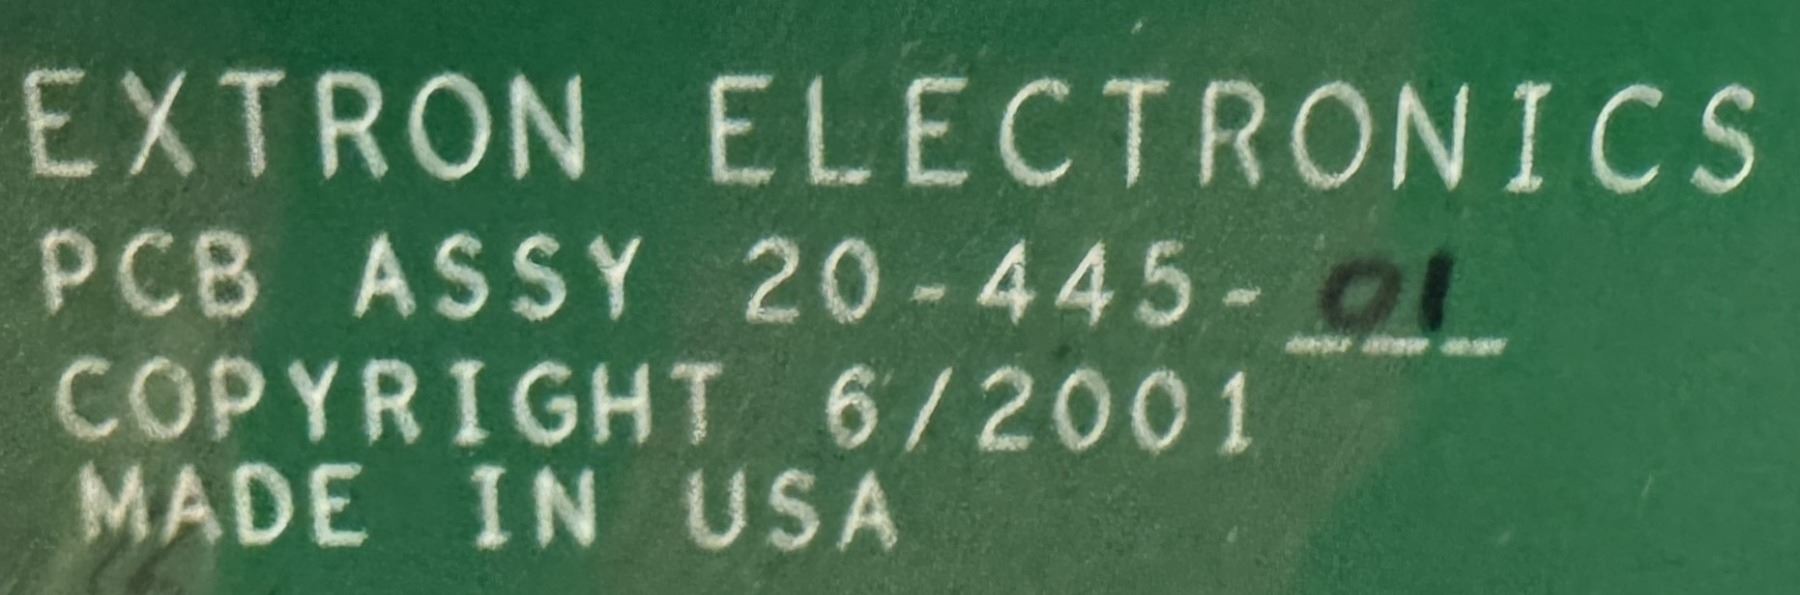 EXTRON ELECTRONICS
PCB ASSY 20-445-01
COPYRIGHT 6/2001
MADE IN USA